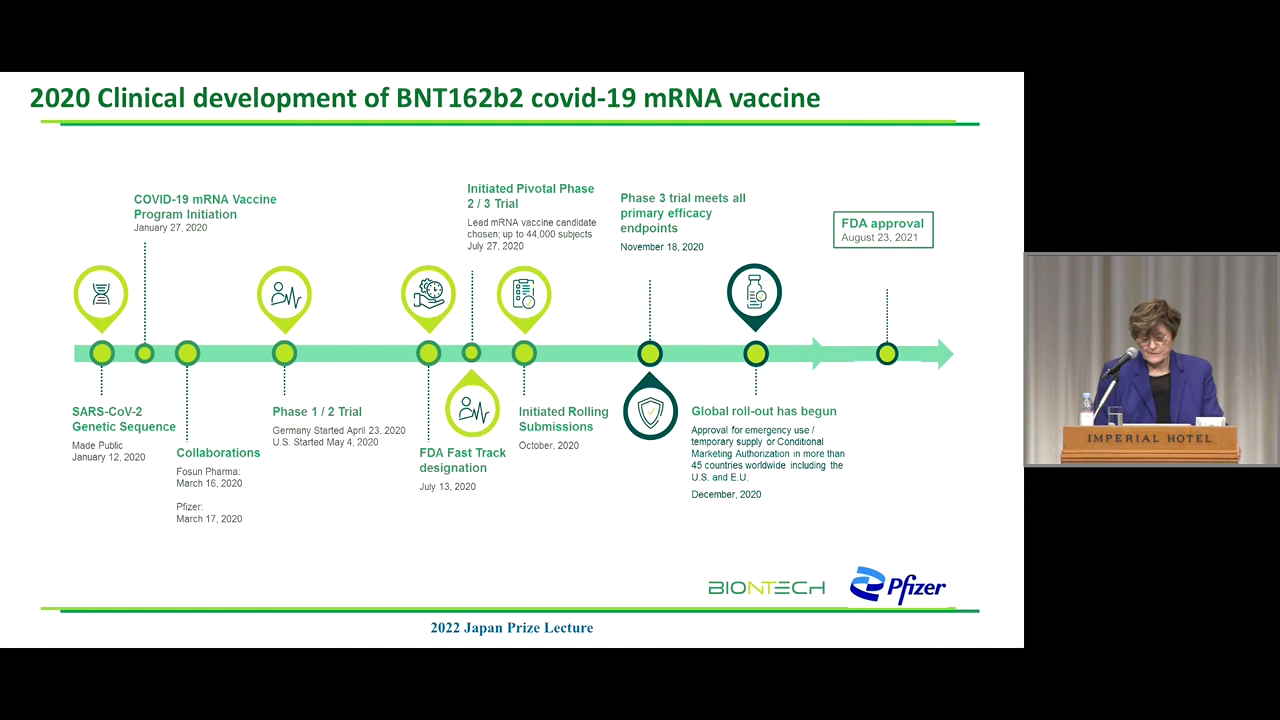 2020 Clinical development of BNT162b2 covid-19 mRNA vaccine
COVID-19 mRNA Vaccine
Program Initiation
January 27, 2020
Initiated Pivotal Phase
2 / 3 Trial
Lead mRNA vaccine candidate
chosen; up to 44,000 subjects
July 27, 2020
Phase 3 trial meets all
primary efficacy
endpoints
November 18, 2020
FDA approval
August 23, 2021
SARS-CoV-2
Genetic Sequence
Made Public
January 12, 2020
Collaborations
Fosun Pharma:
March 16, 2020
Pfizer:
March 17, 2020
Phase 1 / 2 Trial
Germany Started April 23, 2020
U.S. Started May 4, 2020
FDA Fast Track
designation
July 13, 2020
Initiated Rolling
Submissions
October, 2020
Global roll-out has begun
Approval for emergency use /
temporary supply or Conditional
Marketing Authorization in more than
45 countries worldwide including the
U.S. and E.U.
December, 2020
BIONTECH
Pfizer
2022 Japan Prize Lecture
IMPERIAL HOTEL